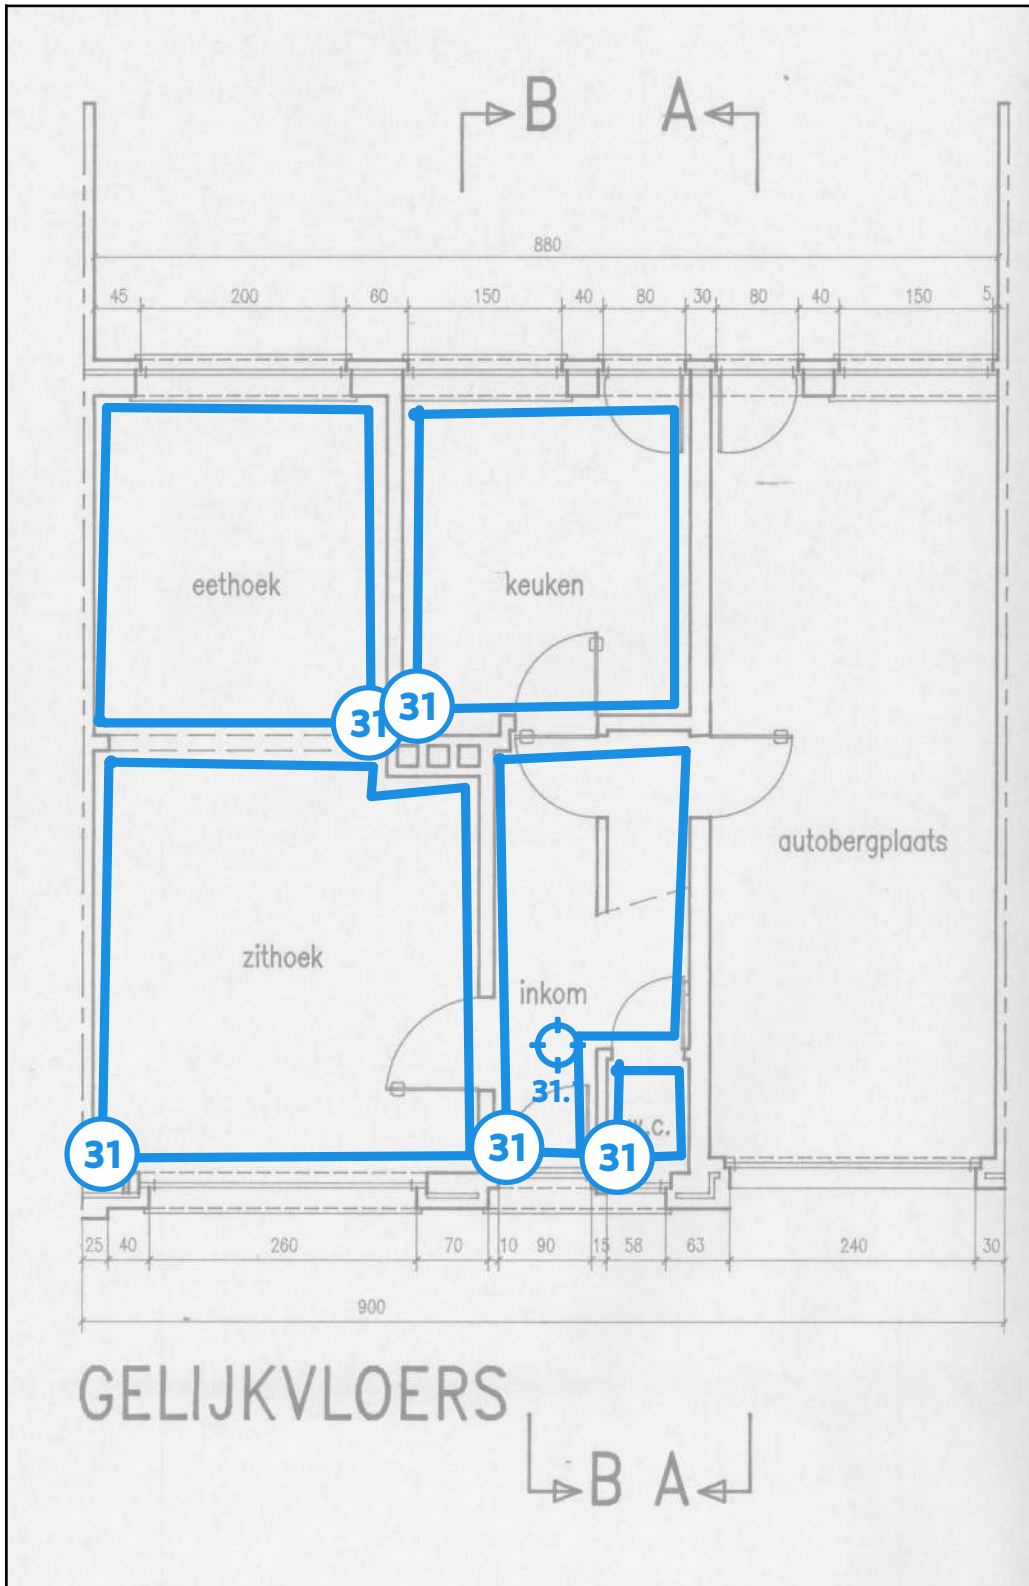 B A
880
45 200 60 150 40 80 30 80 40 150 5
eethoek keuken
31 31
autobergplaats
zithoek
inkom
31.
w.c.
31 31 31
25 40 260 70 10 90 15 58 63 240 30
900
GELIJKVLOERS
B A